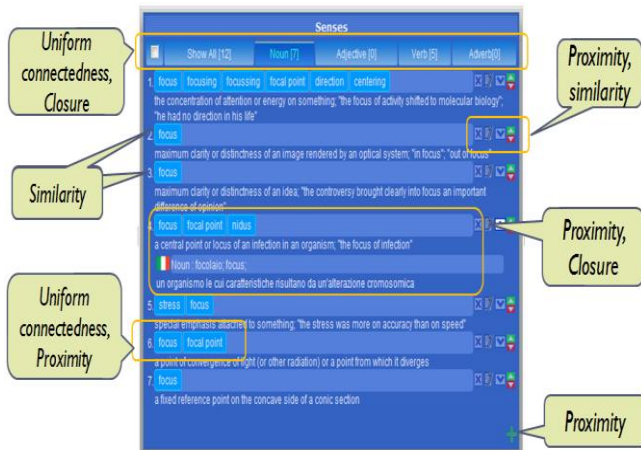 Senses
Show All [12] Noun [7] Adjective [0] Verb [5] Adverb[0]
Uniform
connectedness,
Closure
Proximity,
similarity
1. focus focusing focussing focal point direction centering
the concentration of attention or energy on something; "the focus of activity shifted to molecular biology";
"he had no direction in his life"
2. focus
maximum clarity or distinctness of an image rendered by an optical system; "in focus"; "out of focus"
Similarity
3. focus
maximum clarity or distinctness of an idea; "the controversy brought clearly into focus an important
difference of opinion"
4. focus focal point nidus
a central point or locus of an infection in an organism; "the focus of infection"
Noun : focolaio; focus;
un organismo le cui caratteristiche risultano da un'alterazione cromosomica
Proximity,
Closure
Uniform
connectedness,
Proximity
5. stress focus
special emphasis attached to something; "the stress was more on accuracy than on speed"
6. focus focal point
a point of convergence of light (or other radiation) or a point from which it diverges
7. focus
a fixed reference point on the concave side of a conic section
Proximity